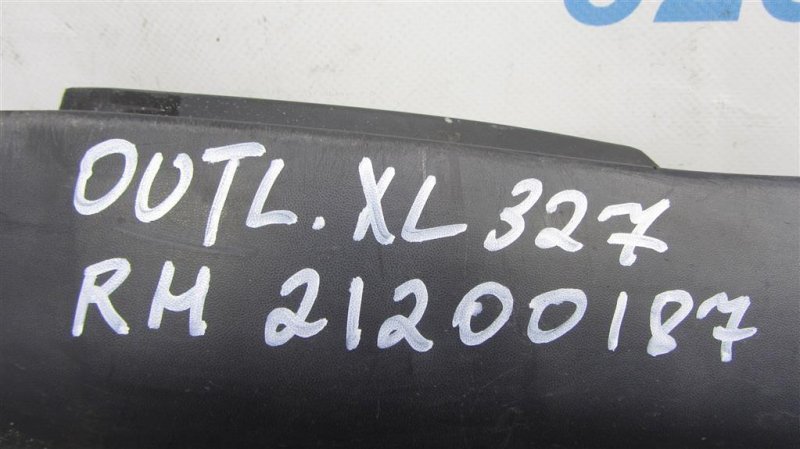 OUTL. XL 327
RH 21200187